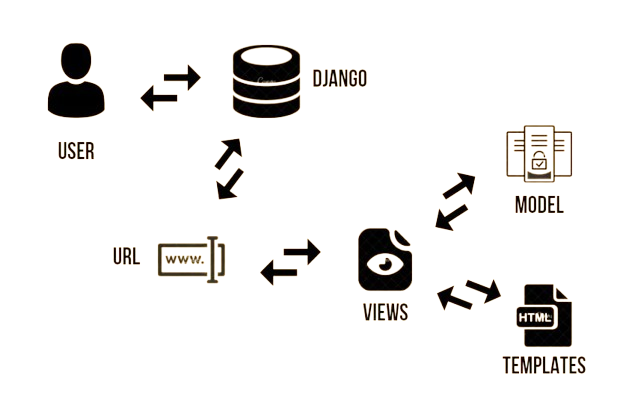 DJANGO
USER
MODEL
URL
www.
VIEWS
HTML
TEMPLATES